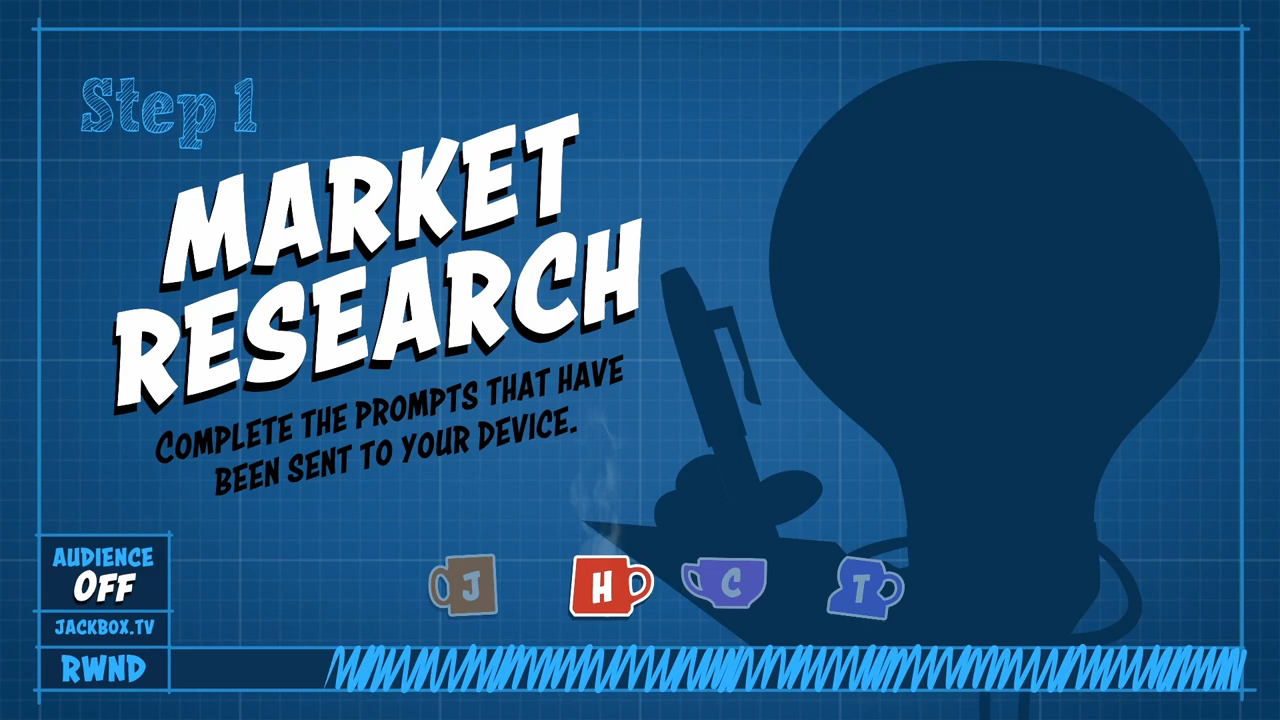 Step 1
MARKET
RESEARCH
COMPLETE THE PROMPTS THAT HAVE
BEEN SENT TO YOUR DEVICE.
J H C T
AUDIENCE
OFF
JACKBOX.TV
RWND